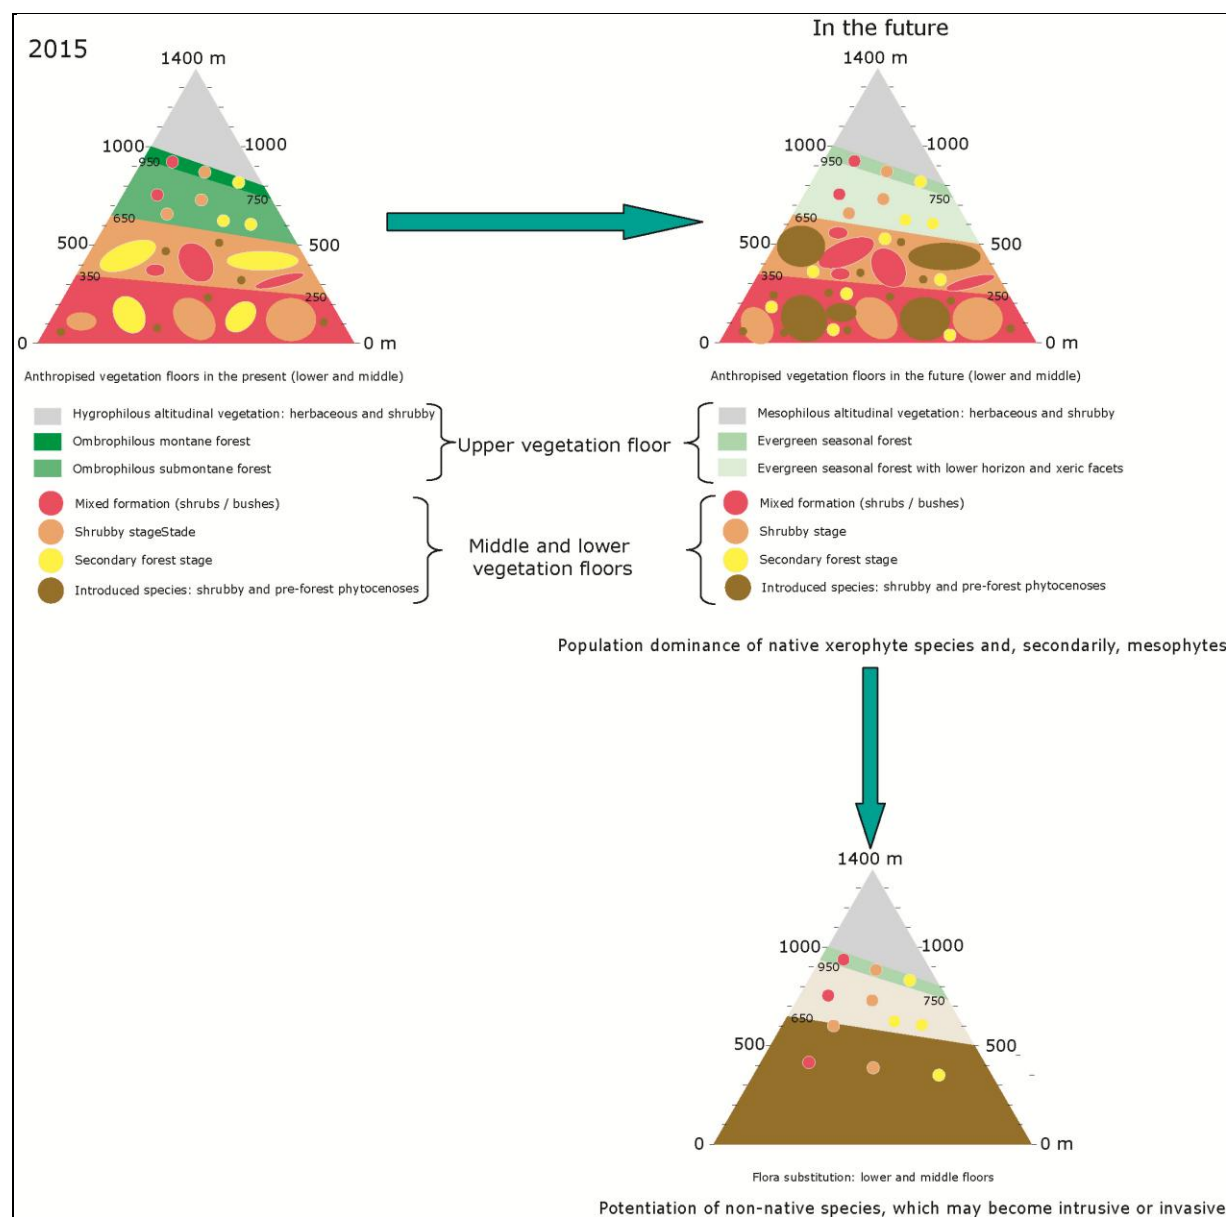 2015
1400 m
1000
1000
950
750
650
500
500
350
250
0
0 m
Anthropised vegetation floors in the present (lower and middle)
In the future
1400 m
1000
1000
950
750
650
500
500
350
250
0
0 m
Anthropised vegetation floors in the future (lower and middle)
Hygrophilous altitudinal vegetation: herbaceous and shrubby
Ombrophilous montane forest
Ombrophilous submontane forest
Upper vegetation floor
Mesophilous altitudinal vegetation: herbaceous and shrubby
Evergreen seasonal forest
Evergreen seasonal forest with lower horizon and xeric facets
Mixed formation (shrubs / bushes)
Shrubby stageStade
Secondary forest stage
Introduced species: shrubby and pre-forest phytocenoses
Middle and lower
vegetation floors
Mixed formation (shrubs / bushes)
Shrubby stage
Secondary forest stage
Introduced species: shrubby and pre-forest phytocenoses
Population dominance of native xerophyte species and, secondarily, mesophytes
1400 m
1000
1000
950
750
650
500
500
0
0 m
Flora substitution: lower and middle floors
Potentiation of non-native species, which may become intrusive or invasive